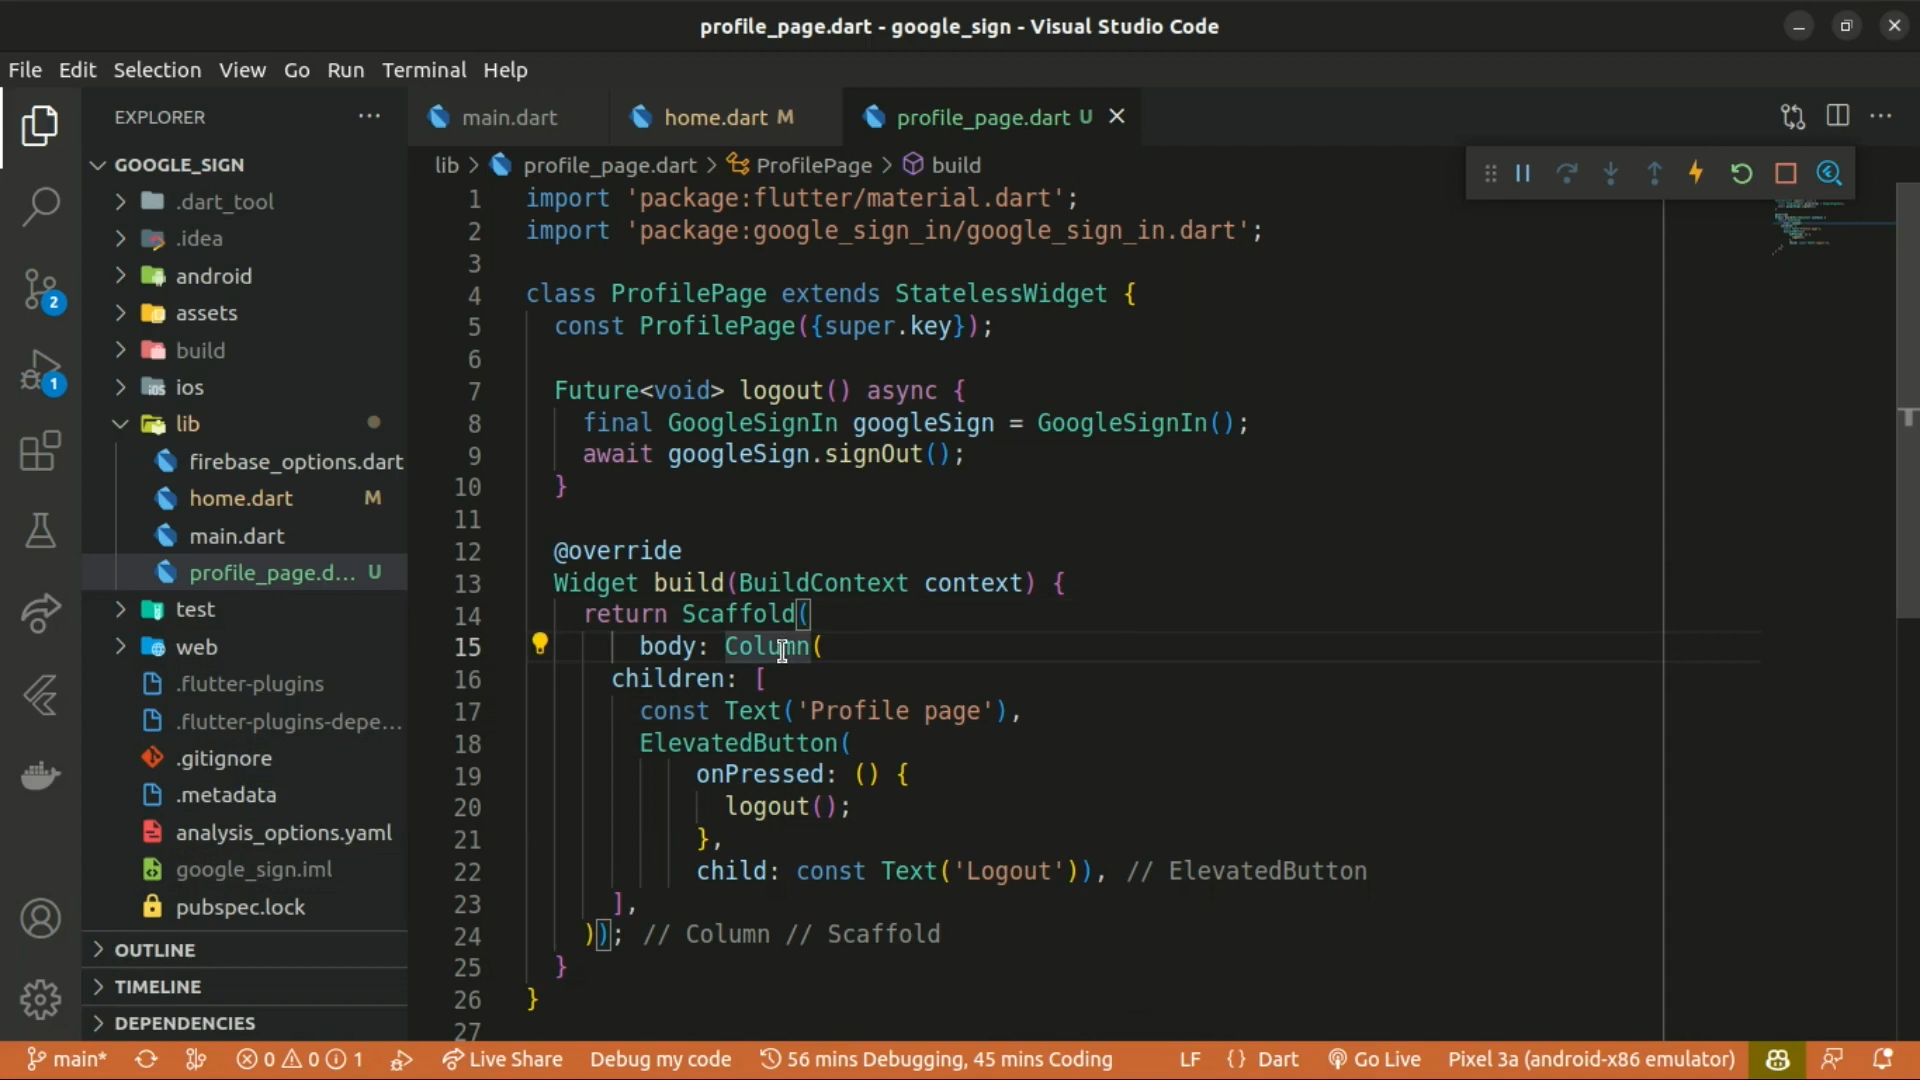 profile_page.dart - google_sign - Visual Studio Code
File Edit Selection View Go Run Terminal Help
EXPLORER
main.dart
home.dart M
profile_page.dart U
GOOGLE_SIGN
.dart_tool
.idea
android
assets
build
ios
lib
firebase_options.dart
home.dart M
main.dart
profile_page.d... U
test
web
.flutter-plugins
.flutter-plugins-depe...
.gitignore
.metadata
analysis_options.yaml
google_sign.iml
pubspec.lock
OUTLINE
TIMELINE
DEPENDENCIES
2
1
lib > profile_page.dart > ProfilePage > build
1 import 'package:flutter/material.dart';
2 import 'package:google_sign_in/google_sign_in.dart';
3
4 class ProfilePage extends StatelessWidget {
5 const ProfilePage({super.key});
6
7 Future<void> logout() async {
8 final GoogleSignIn googleSign = GoogleSignIn();
9 await googleSign.signOut();
10 }
11
12 @override
13 Widget build(BuildContext context) {
14 return Scaffold(
15 body: Column(
16 children: [
17 const Text('Profile page'),
18 ElevatedButton(
19 onPressed: () {
20 logout();
21 },
22 child: const Text('Logout')), // ElevatedButton
23 ],
24 )); // Column // Scaffold
25 }
26 }
27
main* 0 0 1 Live Share Debug my code 56 mins Debugging, 45 mins Coding LF {} Dart Go Live Pixel 3a (android-x86 emulator)